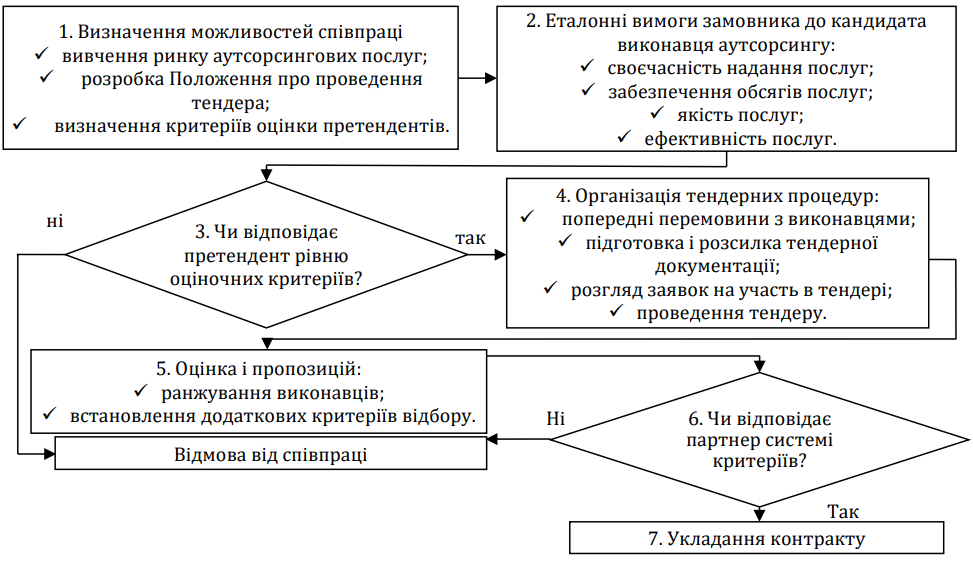 1. Визначення можливостей співпраці
✓ вивчення ринку аутсорсингових послуг;
✓ розробка Положення про проведення
тендера;
✓ визначення критеріїв оцінки претендентів.
2. Еталонні вимоги замовника до кандидата
виконавця аутсорсингу:
✓ своєчасність надання послуг;
✓ забезпечення обсягів послуг;
✓ якість послуг;
✓ ефективність послуг.
ні
3. Чи відповідає
претендент рівню
оціночних критеріїв?
так
4. Організація тендерних процедур:
✓ попередні перемовини з виконавцями;
✓ підготовка і розсилка тендерної
документації;
✓ розгляд заявок на участь в тендері;
✓ проведення тендеру.
5. Оцінка і пропозицій:
✓ ранжування виконавців;
✓ встановлення додаткових критеріїв відбору.
Ні
6. Чи відповідає
партнер системі
критеріїв?
Відмова від співпраці
Так
7. Укладання контракту